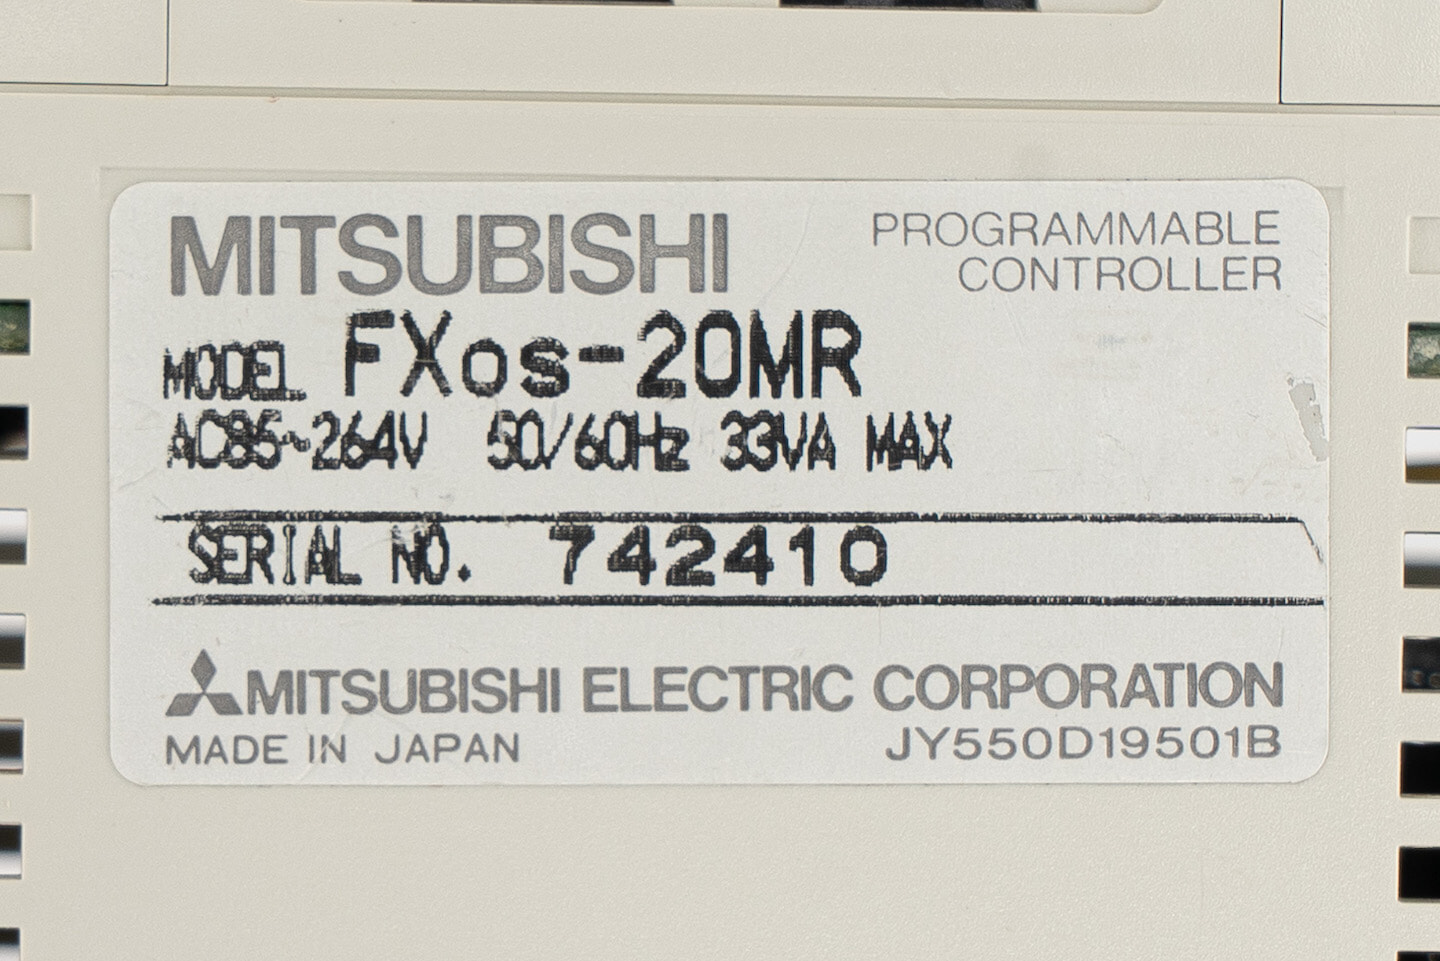 MITSUBISHI
PROGRAMMABLE
CONTROLLER
MODEL FXos-20MR
AC85~264V 50/60Hz 33VA MAX
SERIAL NO. 742410
MITSUBISHI ELECTRIC CORPORATION
MADE IN JAPAN JY550D19501B